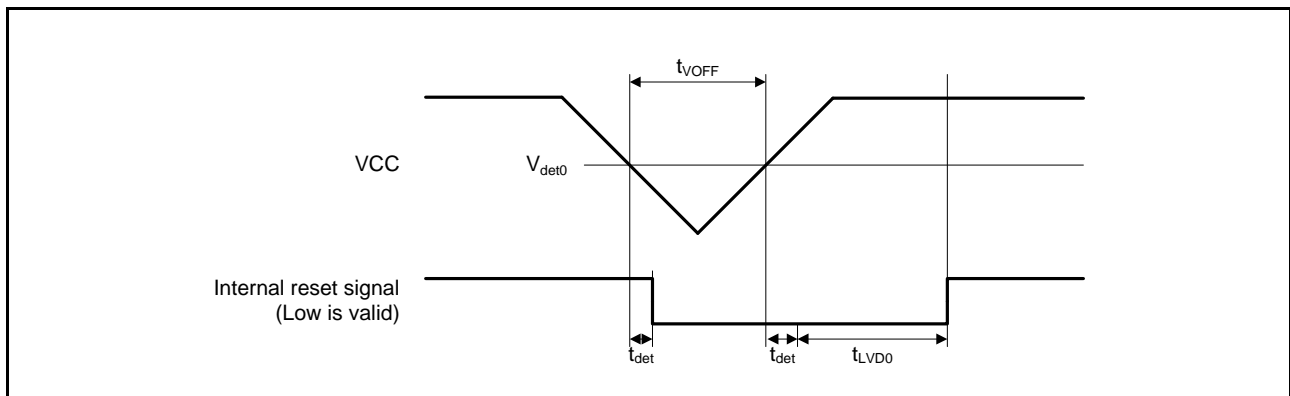 tVOFF
VCC
Vdet0
Internal reset signal
(Low is valid)
tdet
tdet
tLVD0